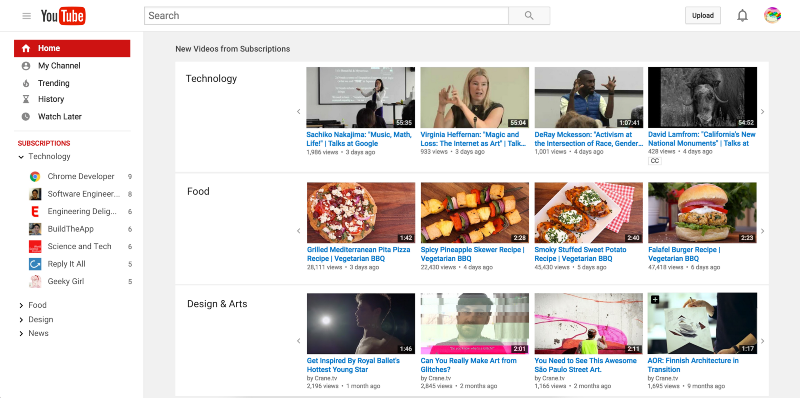 YouTube
Search
Upload
Home
My Channel
Trending
History
Watch Later
SUBSCRIPTIONS
Technology
Chrome Developer 9
Software Engineer... 8
Engineering Delig... 6
BuildTheApp 6
Science and Tech 6
Reply It All 5
Geeky Girl 5
Food
Design
News
New Videos from Subscriptions
Technology
55:35
Sachiko Nakajima: "Music, Math,
Life!" | Talks at Google
1,986 views • 3 days ago
55:04
Virginia Heffernan: "Magic and
Loss: The Internet as Art" | Talk...
933 views • 3 days ago
1:07:41
DeRay Mckesson: "Activism at
the Intersection of Race, Gender...
1,001 views • 4 days ago
54:52
David Lamfrom: "California's New
National Monuments" | Talks at
428 views • 4 days ago
CC
Food
1:42
Grilled Mediterranean Pita Pizza
Recipe | Vegetarian BBQ
28,111 views • 3 days ago
2:28
Spicy Pineapple Skewer Recipe |
Vegetarian BBQ
22,430 views • 4 days ago
2:40
Smoky Stuffed Sweet Potato
Recipe | Vegetarian BBQ
45,430 views • 5 days ago
2:23
Falafel Burger Recipe |
Vegetarian BBQ
47,418 views • 6 days ago
Design & Arts
1:46
Get Inspired By Royal Ballet's
Hottest Young Star
by Crane.tv
2,196 views • 1 month ago
2:01
Can You Really Make Art from
Glitches?
by Crane.tv
2,845 views • 2 months ago
2:11
You Need to See This Awesome
São Paulo Street Art.
by Crane.tv
1,166 views • 2 months ago
1:17
AOR: Finnish Architecture in
Transition
by Crane.tv
1,695 views • 9 months ago